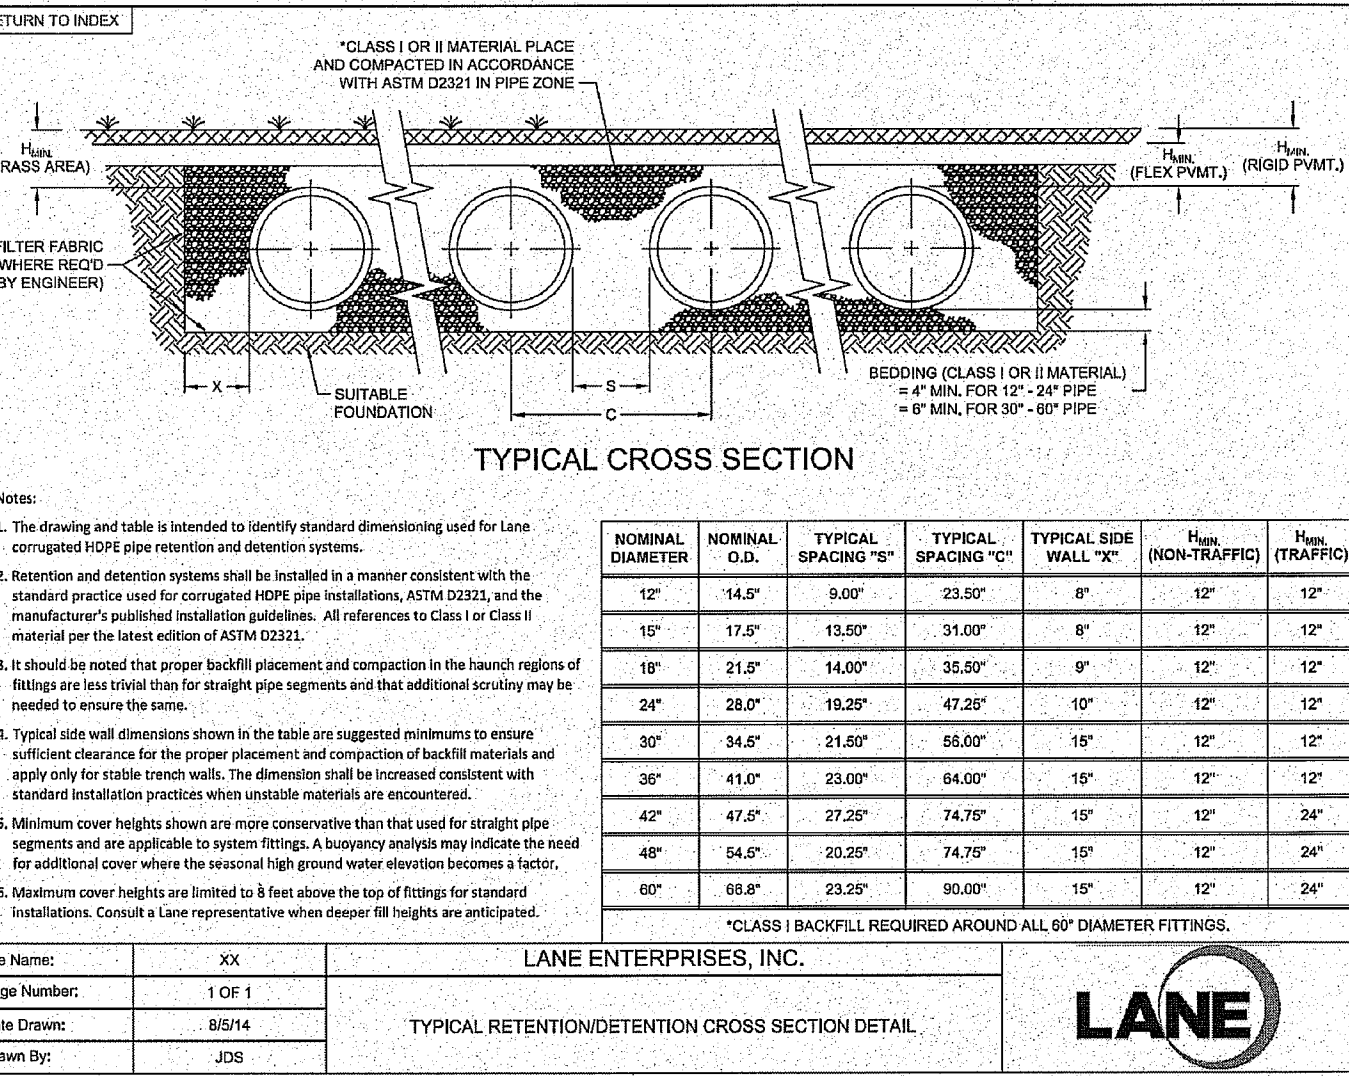 ETURN TO INDEX
*CLASS I OR II MATERIAL PLACE
AND COMPACTED IN ACCORDANCE
WITH ASTM D2321 IN PIPE ZONE
HMIN.
RASS AREA)
HMIN.
(FLEX PVMT.)
HMIN.
(RIGID PVMT.)
FILTER FABRIC
WHERE REQ'D
BY ENGINEER)
X
SUITABLE
FOUNDATION
S
C
BEDDING (CLASS I OR II MATERIAL)
= 4" MIN. FOR 12" - 24" PIPE
= 6" MIN. FOR 30" - 60" PIPE
TYPICAL CROSS SECTION
Notes:
1. The drawing and table is intended to identify standard dimensioning used for Lane
corrugated HDPE pipe retention and detention systems.
2. Retention and detention systems shall be installed in a manner consistent with the
standard practice used for corrugated HDPE pipe installations, ASTM D2321, and the
manufacturer's published installation guidelines. All references to Class I or Class II
material per the latest edition of ASTM D2321.
3. It should be noted that proper backfill placement and compaction in the haunch regions of
fittings are less trivial than for straight pipe segments and that additional scrutiny may be
needed to ensure the same.
4. Typical side wall dimensions shown in the table are suggested minimums to ensure
sufficient clearance for the proper placement and compaction of backfill materials and
apply only for stable trench walls. The dimension shall be increased consistent with
standard installation practices when unstable materials are encountered.
5. Minimum cover heights shown are more conservative than that used for straight pipe
segments and are applicable to system fittings. A buoyancy analysis may indicate the need
for additional cover where the seasonal high ground water elevation becomes a factor.
6. Maximum cover heights are limited to 8 feet above the top of fittings for standard
installations. Consult a Lane representative when deeper fill heights are anticipated.
NOMINAL DIAMETER NOMINAL O.D. TYPICAL SPACING "S" TYPICAL SPACING "C" TYPICAL SIDE WALL "X" HMIN. (NON-TRAFFIC) HMIN. (TRAFFIC)
12" 14.5" 9.00" 23.50" 8" 12" 12"
15" 17.5" 13.50" 31.00" 8" 12" 12"
18" 21.5" 14.00" 35.50" 9" 12" 12"
24" 28.0" 19.25" 47.25" 10" 12" 12"
30" 34.5" 21.50" 56.00" 15" 12" 12"
36" 41.0" 23.00" 64.00" 15" 12" 12"
42" 47.5" 27.25" 74.75" 15" 12" 24"
48" 54.5" 20.25" 74.75" 15" 12" 24"
60" 66.8" 23.25" 90.00" 15" 12" 24"
*CLASS I BACKFILL REQUIRED AROUND ALL 60" DIAMETER FITTINGS.
e Name: XX
ge Number: 1 OF 1
te Drawn: 8/5/14
awn By: JDS
LANE ENTERPRISES, INC.
TYPICAL RETENTION/DETENTION CROSS SECTION DETAIL
LANE